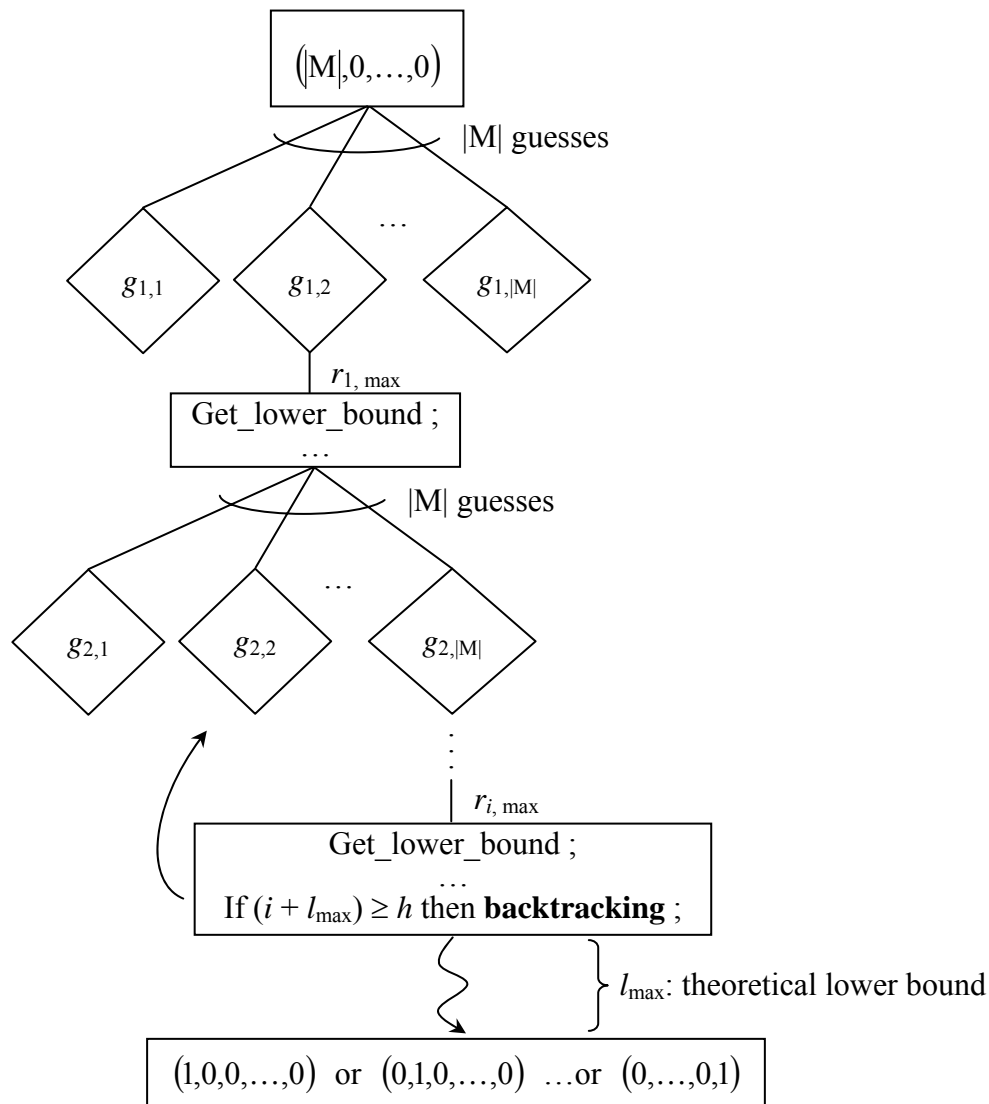 (|M|,0,…,0)
|M| guesses
…
g1,1 g1,2 g1,|M|
r1, max
Get_lower_bound ;
…
|M| guesses
…
g2,1 g2,2 g2,|M|
ri, max
Get_lower_bound ;
…
If (i + lmax) ≥ h then backtracking ;
lmax: theoretical lower bound
(1,0,0,…,0) or (0,1,0,…,0) …or (0,…,0,1)